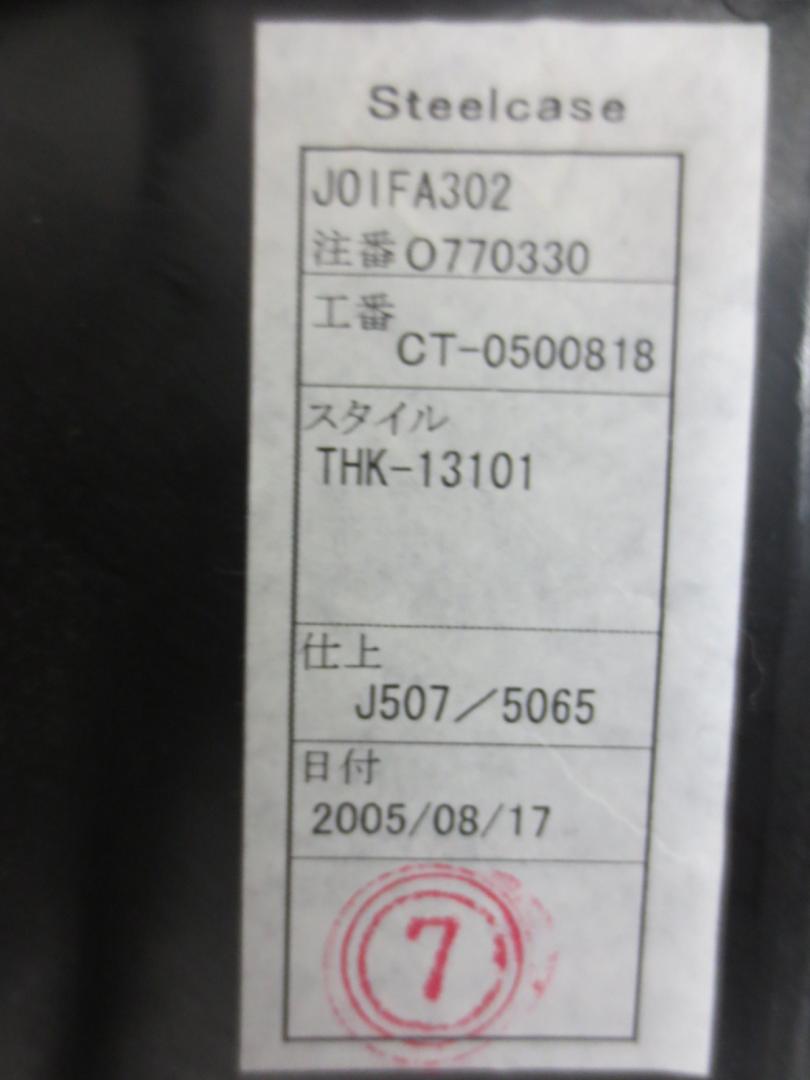 Steelcase
JOIFA302
注番O770330
工番
CT-0500818
スタイル
THK-13101
仕上
J507／5065
日付
2005/08/17
7